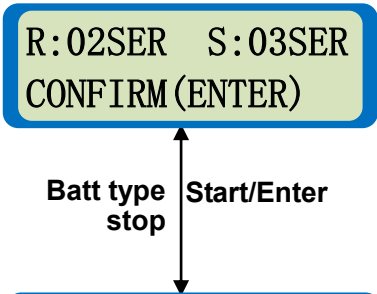 R:02SER S:03SER
CONFIRM(ENTER)
Batt type Start/Enter
stop